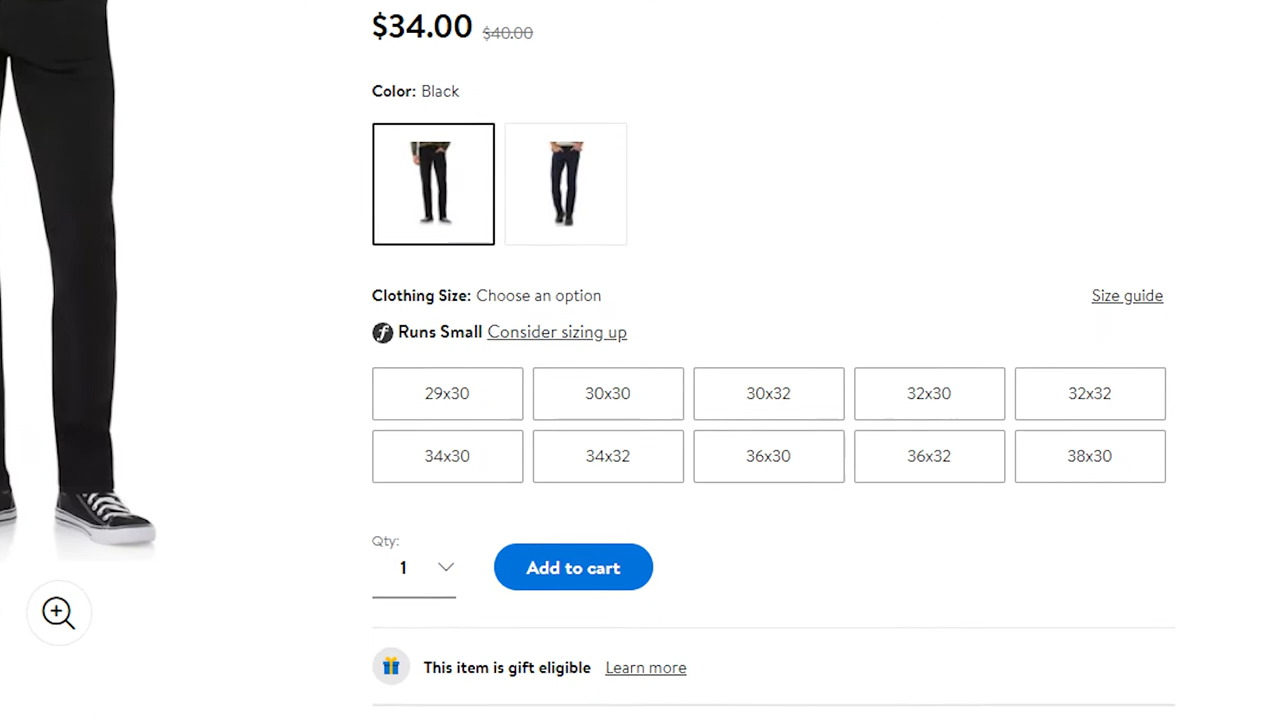 $34.00 $40.00
Color: Black
Clothing Size: Choose an option
Size guide
Runs Small Consider sizing up
29x30
30x30
30x32
32x30
32x32
34x30
34x32
36x30
36x32
38x30
Qty:
1
Add to cart
This item is gift eligible Learn more